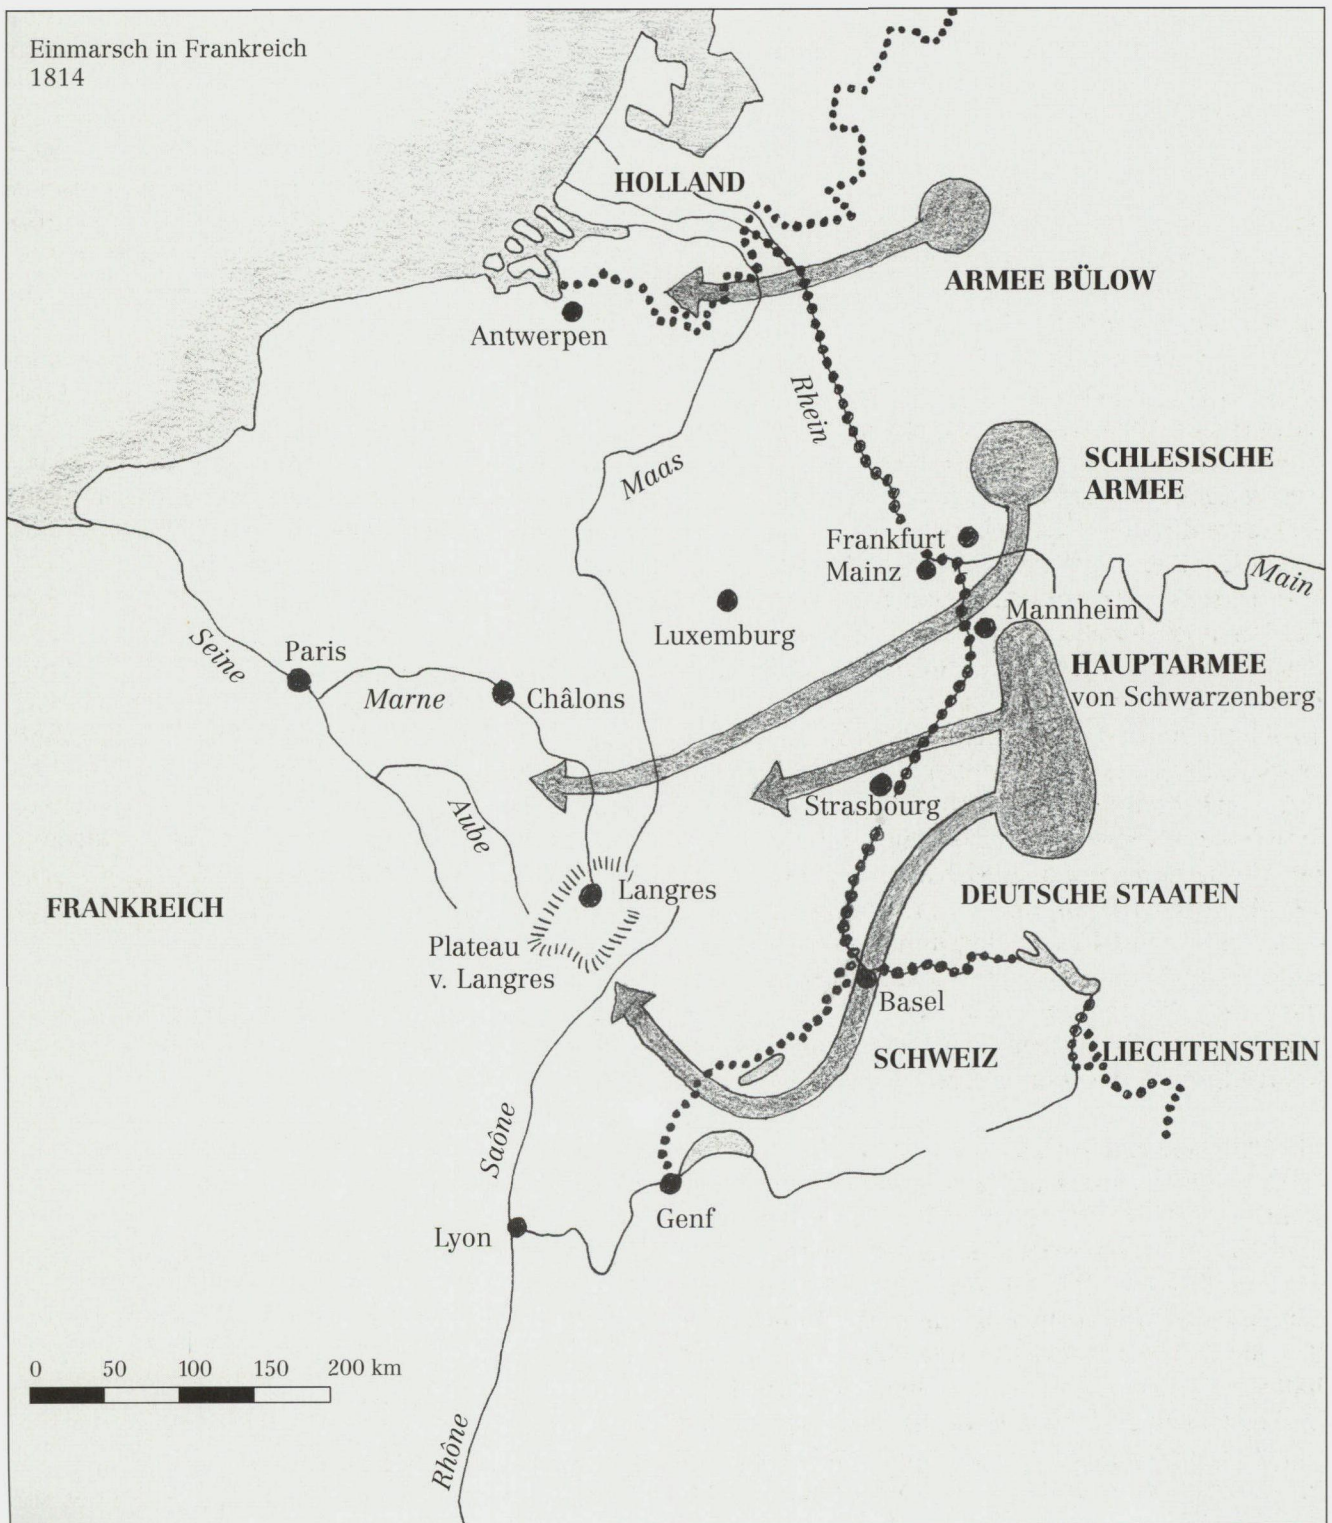 Einmarsch in Frankreich
1814
HOLLAND
ARMEE BÜLOW
Antwerpen
Rhein
Maas
SCHLESISCHE
ARMEE
Frankfurt
Mainz
Main
Mannheim
Luxemburg
Seine
Paris
Marne
Châlons
HAUPTARMEE
von Schwarzenberg
Strasbourg
Aube
Langres
FRANKREICH
DEUTSCHE STAATEN
Plateau
v. Langres
Basel
SCHWEIZ
LIECHTENSTEIN
Saône
Genf
Lyon
0 50 100 150 200 km
Rhône